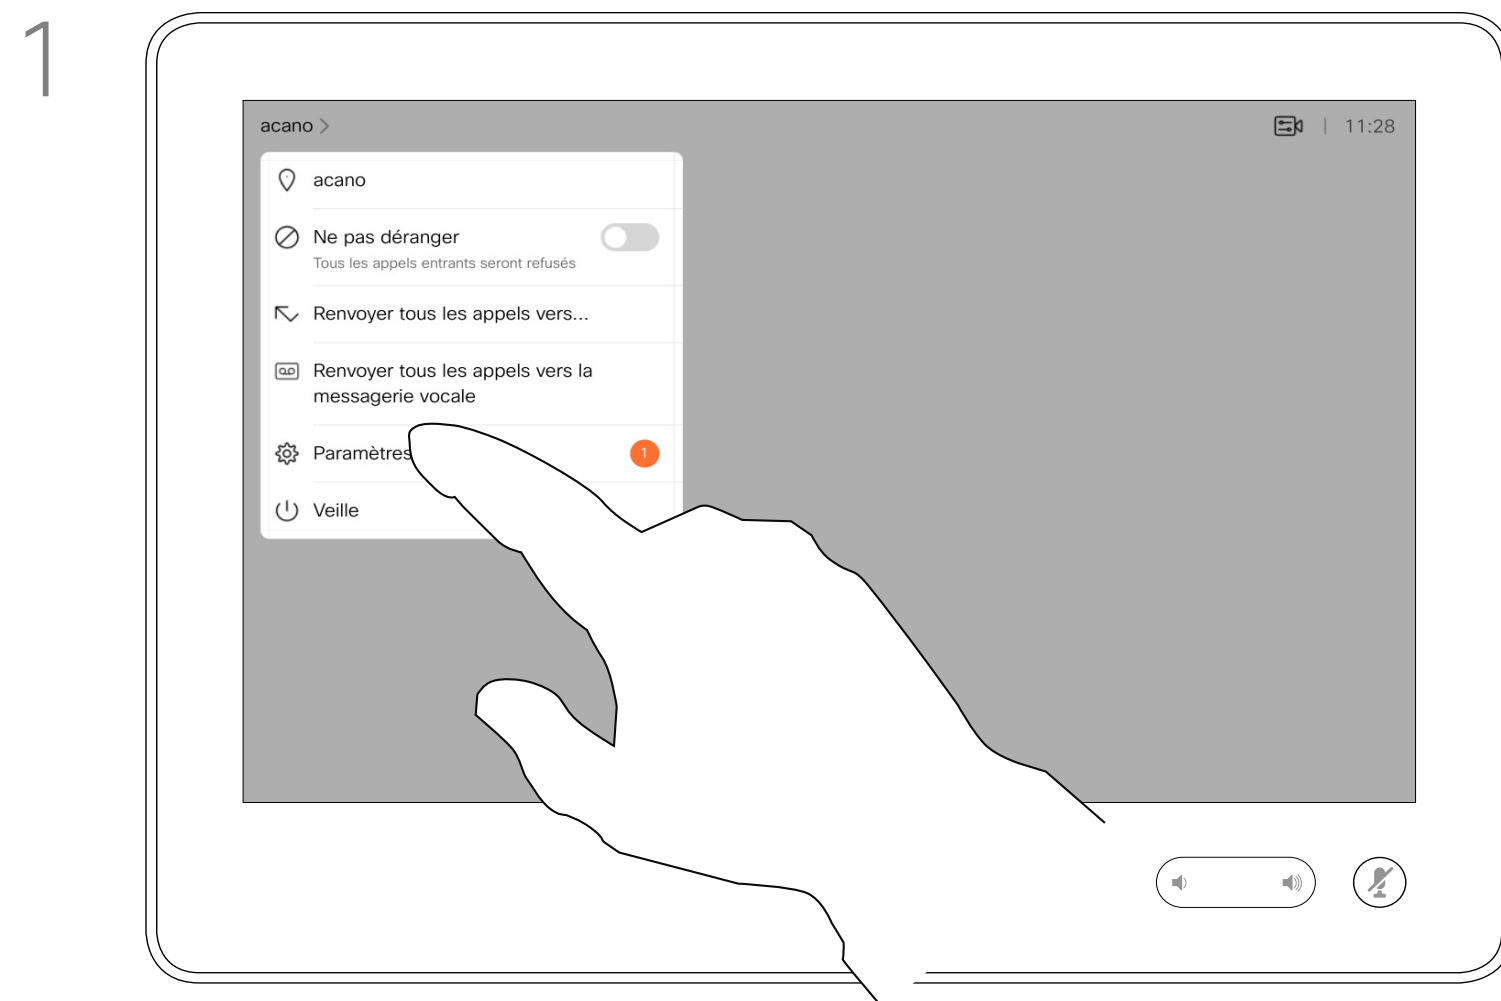 1
acano >
| 11:28
acano
Ne pas déranger
Tous les appels entrants seront refusés
Renvoyer tous les appels vers...
Renvoyer tous les appels vers la
messagerie vocale
Paramètres
1
Veille